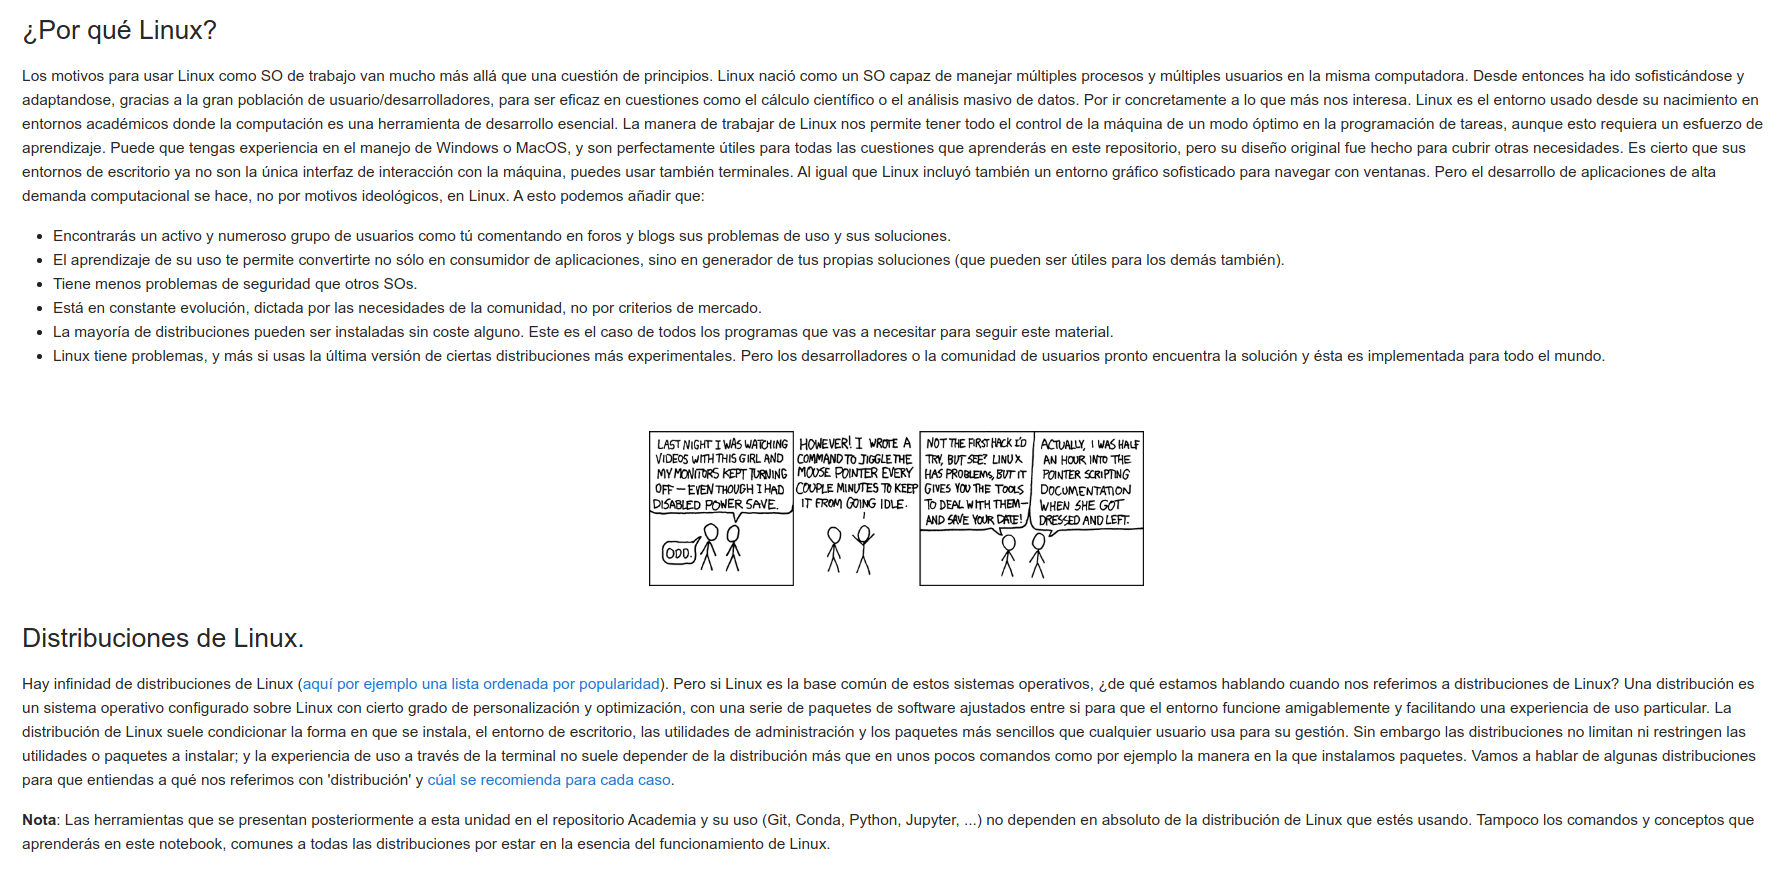 ¿Por qué Linux?
Los motivos para usar Linux como SO de trabajo van mucho más allá que una cuestión de principios. Linux nació como un SO capaz de manejar múltiples procesos y múltiples usuarios en la misma computadora. Desde entonces ha ido sofisticándose y
adaptandose, gracias a la gran población de usuario/desarrolladores, para ser eficaz en cuestiones como el cálculo científico o el análisis masivo de datos. Por ir concretamente a lo que más nos interesa. Linux es el entorno usado desde su nacimiento en
entornos académicos donde la computación es una herramienta de desarrollo esencial. La manera de trabajar de Linux nos permite tener todo el control de la máquina de un modo óptimo en la programación de tareas, aunque esto requiera un esfuerzo de
aprendizaje. Puede que tengas experiencia en el manejo de Windows o MacOS, y son perfectamente útiles para todas las cuestiones que aprenderás en este repositorio, pero su diseño original fue hecho para cubrir otras necesidades. Es cierto que sus
entornos de escritorio ya no son la única interfaz de interacción con la máquina, puedes usar también terminales. Al igual que Linux incluyó también un entorno gráfico sofisticado para navegar con ventanas. Pero el desarrollo de aplicaciones de alta
demanda computacional se hace, no por motivos ideológicos, en Linux. A esto podemos añadir que:
• Encontrarás un activo y numeroso grupo de usuarios como tú comentando en foros y blogs sus problemas de uso y sus soluciones.
• El aprendizaje de su uso te permite convertirte no sólo en consumidor de aplicaciones, sino en generador de tus propias soluciones (que pueden ser útiles para los demás también).
• Tiene menos problemas de seguridad que otros SOs.
• Está en constante evolución, dictada por las necesidades de la comunidad, no por criterios de mercado.
• La mayoría de distribuciones pueden ser instaladas sin coste alguno. Este es el caso de todos los programas que vas a necesitar para seguir este material.
• Linux tiene problemas, y más si usas la última versión de ciertas distribuciones más experimentales. Pero los desarrolladores o la comunidad de usuarios pronto encuentra la solución y ésta es implementada para todo el mundo.
LAST NIGHT I WAS WATCHING
VIDEOS WITH THIS GIRL AND
MY MONITORS KEPT TURNING
OFF — EVEN THOUGH I HAD
DISABLED POWER SAVE.
ODD.
HOWEVER! I WROTE A
COMMAND TO JIGGLE THE
MOUSE POINTER EVERY
COUPLE MINUTES TO KEEP
IT FROM GOING IDLE.
NOT THE FIRST HACK I'D
TRY, BUT SEE? LINUX
HAS PROBLEMS, BUT IT
GIVES YOU THE TOOLS
TO DEAL WITH THEM—
AND SAVE YOUR DATE!
ACTUALLY, I WAS HALF
AN HOUR INTO THE
POINTER SCRIPTING
DOCUMENTATION
WHEN SHE GOT
DRESSED AND LEFT.
Distribuciones de Linux.
Hay infinidad de distribuciones de Linux (aquí por ejemplo una lista ordenada por popularidad). Pero si Linux es la base común de estos sistemas operativos, ¿de qué estamos hablando cuando nos referimos a distribuciones de Linux? Una distribución es
un sistema operativo configurado sobre Linux con cierto grado de personalización y optimización, con una serie de paquetes de software ajustados entre si para que el entorno funcione amigablemente y facilitando una experiencia de uso particular. La
distribución de Linux suele condicionar la forma en que se instala, el entorno de escritorio, las utilidades de administración y los paquetes más sencillos que cualquier usuario usa para su gestión. Sin embargo las distribuciones no limitan ni restringen las
utilidades o paquetes a instalar; y la experiencia de uso a través de la terminal no suele depender de la distribución más que en unos pocos comandos como por ejemplo la manera en la que instalamos paquetes. Vamos a hablar de algunas distribuciones
para que entiendas a qué nos referimos con 'distribución' y cúal se recomienda para cada caso.
Nota: Las herramientas que se presentan posteriormente a esta unidad en el repositorio Academia y su uso (Git, Conda, Python, Jupyter, ...) no dependen en absoluto de la distribución de Linux que estés usando. Tampoco los comandos y conceptos que
aprenderás en este notebook, comunes a todas las distribuciones por estar en la esencia del funcionamiento de Linux.